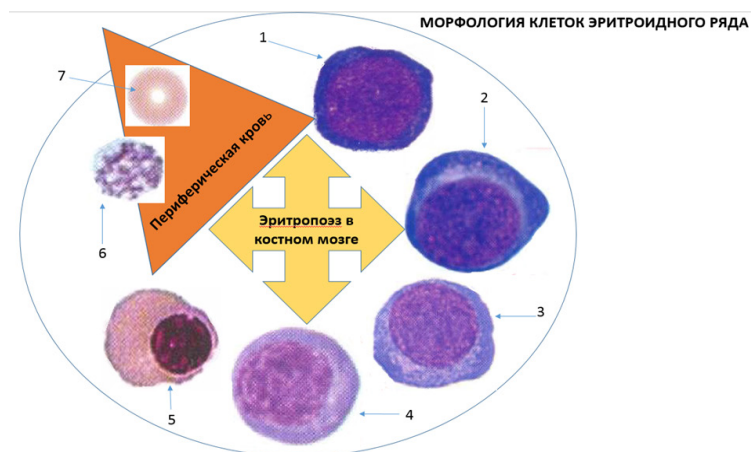 МОРФОЛОГИЯ КЛЕТОК ЭРИТРОИДНОГО РЯДА
1
2
3
4
5
6
7
Периферическая кровь
Эритропоэз в
костном мозге